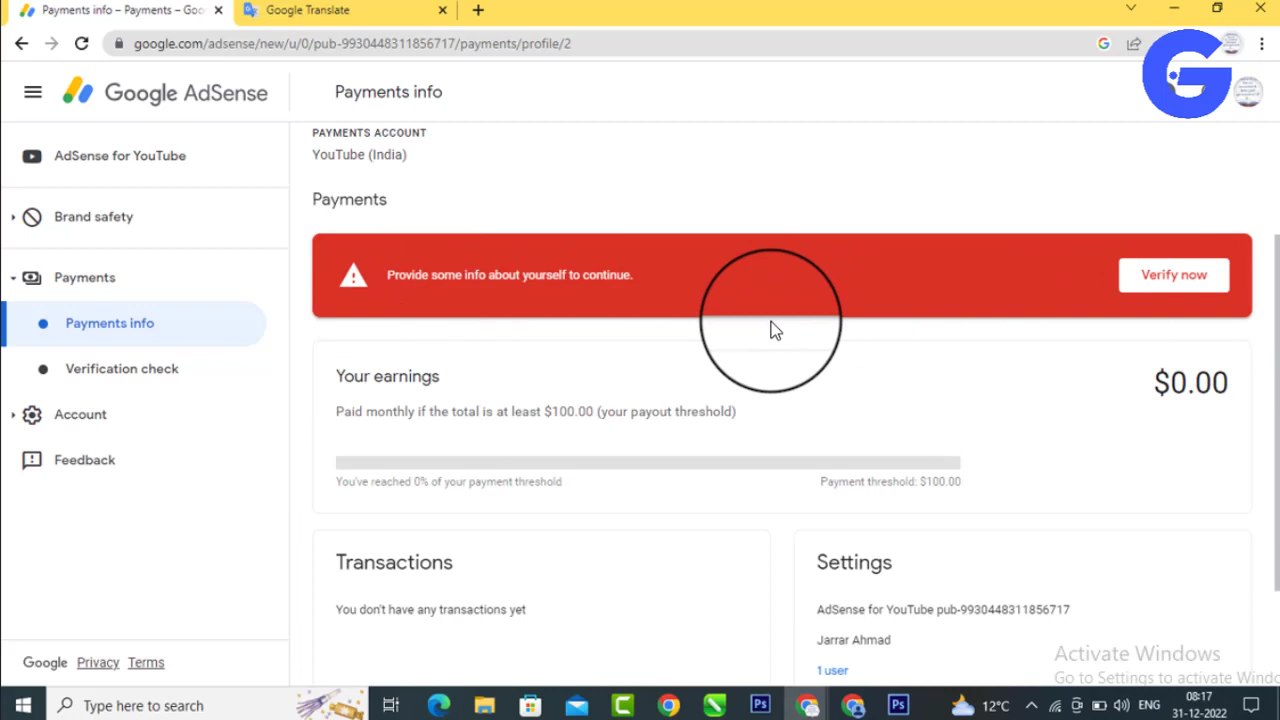 Payments info – Payments – Goo
Google Translate
google.com/adsense/new/u/0/pub-9930448311856717/payments/profile/2
Google AdSense
Payments info
AdSense for YouTube
Brand safety
Payments
Payments info
Verification check
Account
Feedback
Google Privacy Terms
PAYMENTS ACCOUNT
YouTube (India)
Payments
Provide some info about yourself to continue.
Verify now
Your earnings
$0.00
Paid monthly if the total is at least $100.00 (your payout threshold)
You've reached 0% of your payment threshold
Payment threshold: $100.00
Transactions
You don't have any transactions yet
Settings
AdSense for YouTube pub-9930448311856717
Jarrar Ahmad
1 user
Activate Windows
Go to Settings to activate Windo
Type here to search
12°C
ENG
08:17
31-12-2022